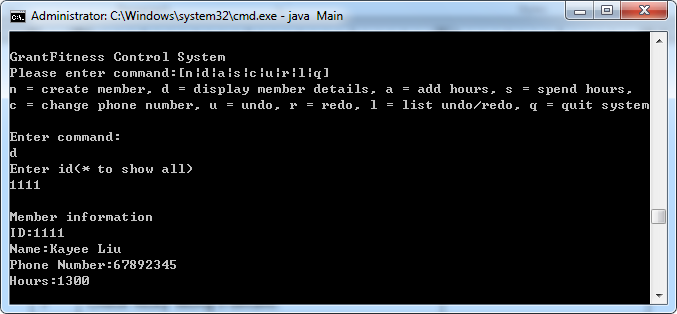 Administrator: C:\Windows\system32\cmd.exe - java Main
GrantFitness Control System
Please enter command:[n|d|a|s|c|u|r|l|q]
n = create member, d = display member details, a = add hours, s = spend hours,
c = change phone number, u = undo, r = redo, l = list undo/redo, q = quit system
Enter command:
d
Enter id(* to show all)
1111
Member information
ID:1111
Name:Kayee Liu
Phone Number:67892345
Hours:1300